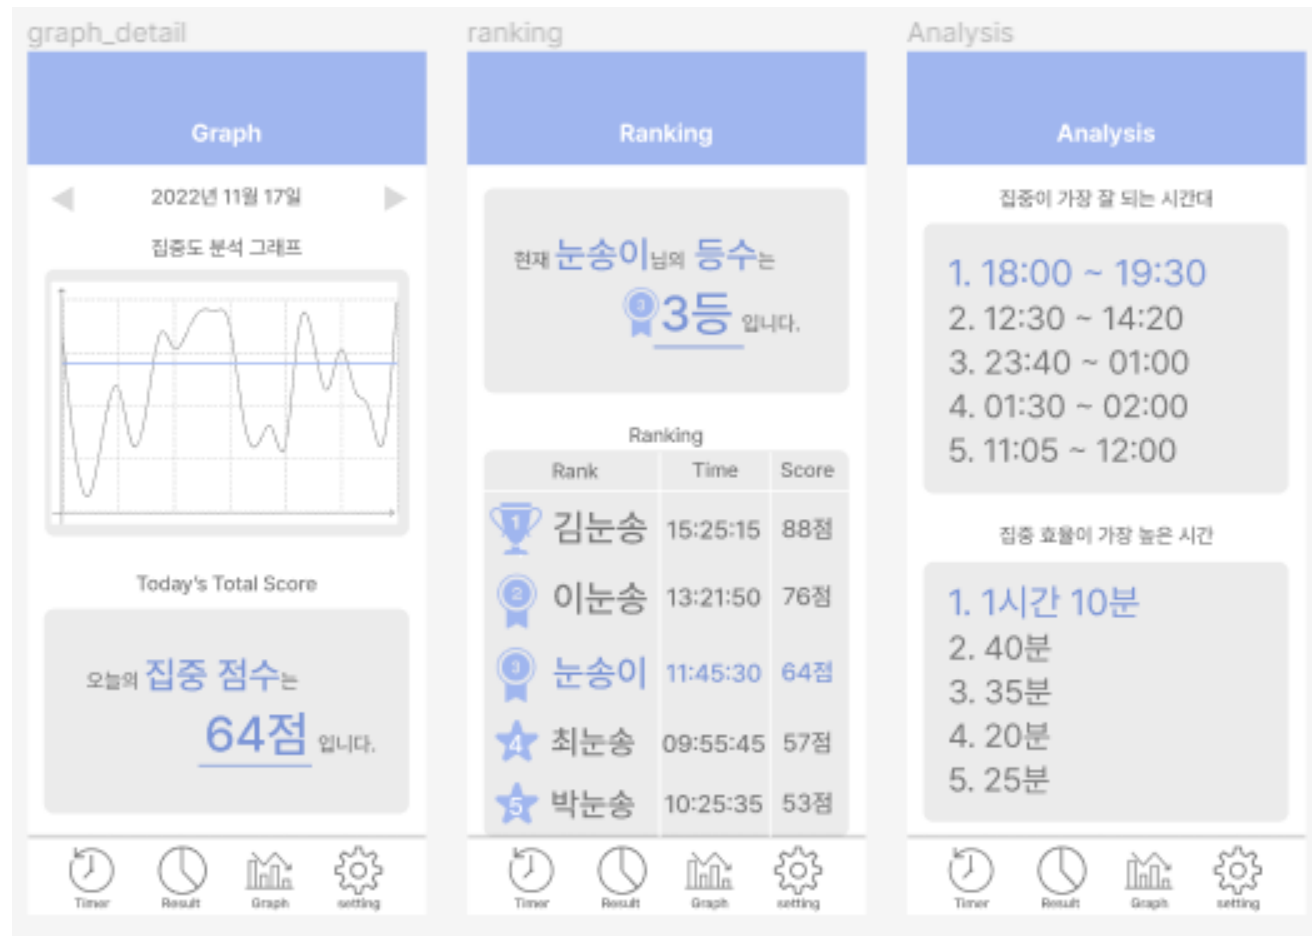 graph_detail
Graph
2022년 11월 17일
집중도 분석 그래프
Today's Total Score
오늘의 집중 점수는
64점 입니다.
Timer Result Graph setting
ranking
Ranking
현재 눈송이님의 등수는
3 3등 입니다.
Ranking
Rank Time Score
1 김눈송 15:25:15 88점
2 이눈송 13:21:50 76점
3 눈송이 11:45:30 64점
4 최눈송 09:55:45 57점
5 박눈송 10:25:35 53점
Timer Result Graph setting
Analysis
Analysis
집중이 가장 잘 되는 시간대
1. 18:00 ~ 19:30
2. 12:30 ~ 14:20
3. 23:40 ~ 01:00
4. 01:30 ~ 02:00
5. 11:05 ~ 12:00
집중 효율이 가장 높은 시간
1. 1시간 10분
2. 40분
3. 35분
4. 20분
5. 25분
Timer Result Graph setting